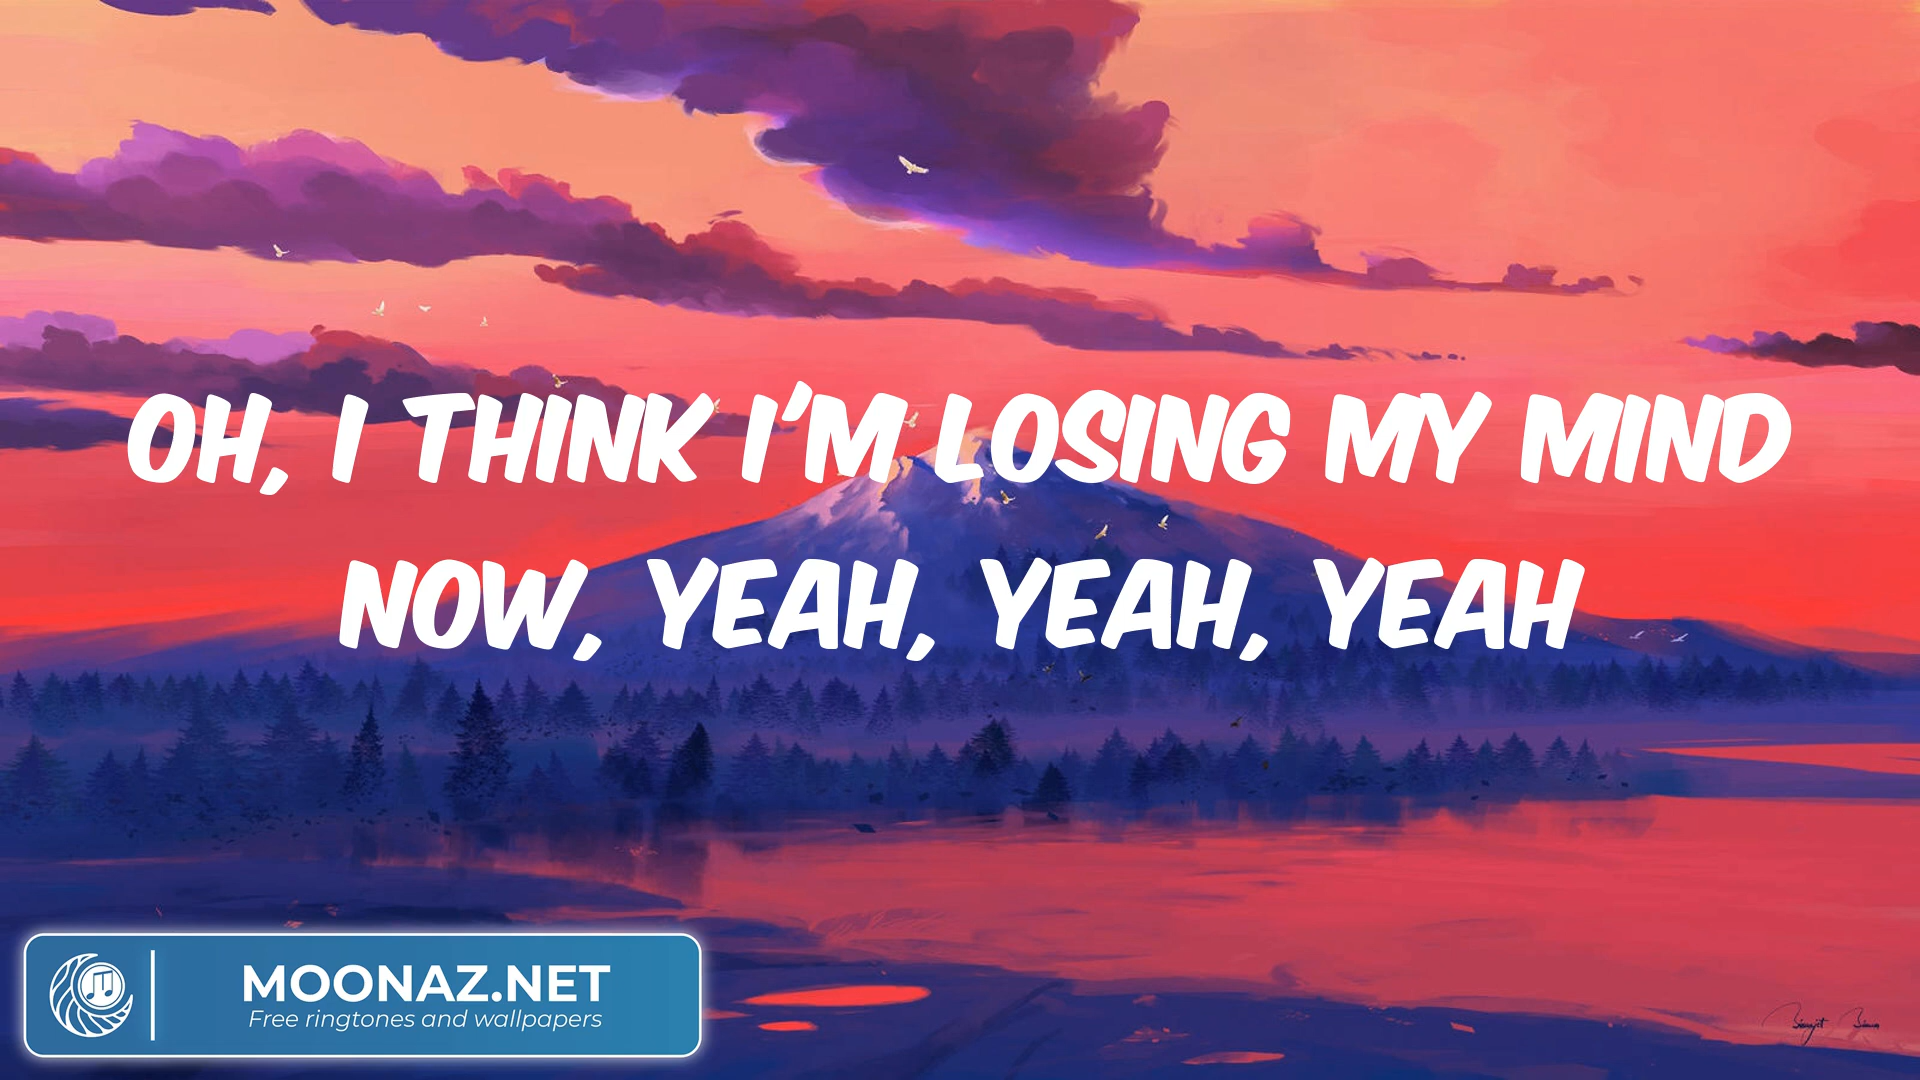 OH, I THINK I'M LOSING MY MIND
NOW, YEAH, YEAH, YEAH
MOONAZ.NET
Free ringtones and wallpapers